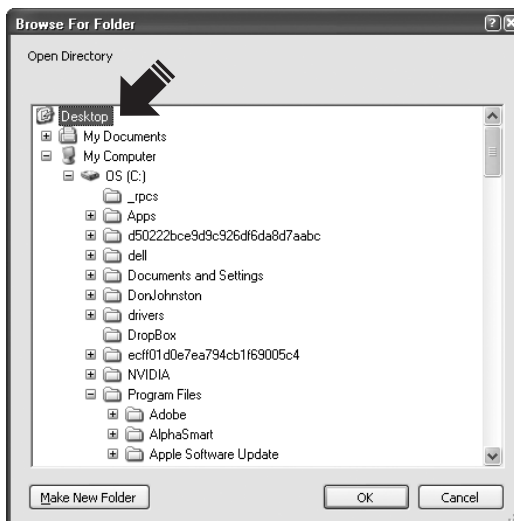 Browse For Folder
Open Directory
Desktop
My Documents
My Computer
OS (C:)
_rpcs
Apps
d50222bce9d9c926df6da8d7aabc
dell
Documents and Settings
DonJohnston
drivers
DropBox
ecff01d0e7ea794cb1f69005c4
NVIDIA
Program Files
Adobe
AlphaSmart
Apple Software Update
Make New Folder OK Cancel